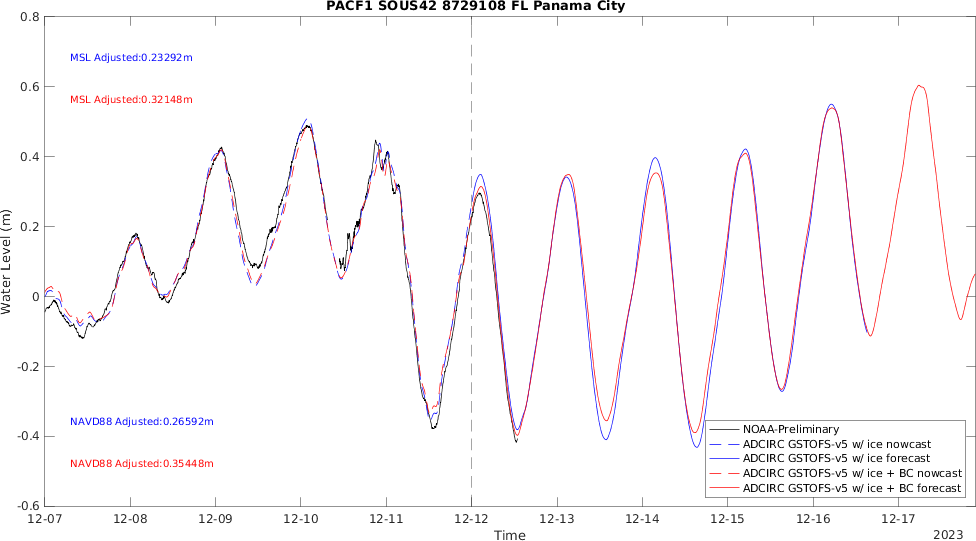 PACF1 SOUS42 8729108 FL Panama City
MSL Adjusted:0.23292m
MSL Adjusted:0.32148m
NAVD88 Adjusted:0.26592m
NAVD88 Adjusted:0.35448m
Water Level (m)
0.8
0.6
0.4
0.2
0
-0.2
-0.4
-0.6
NOAA-Preliminary
ADCIRC GSTOFS-v5 w/ ice nowcast
ADCIRC GSTOFS-v5 w/ ice forecast
ADCIRC GSTOFS-v5 w/ ice + BC nowcast
ADCIRC GSTOFS-v5 w/ ice + BC forecast
12-07 12-08 12-09 12-10 12-11 12-12 12-13 12-14 12-15 12-16 12-17
Time
2023